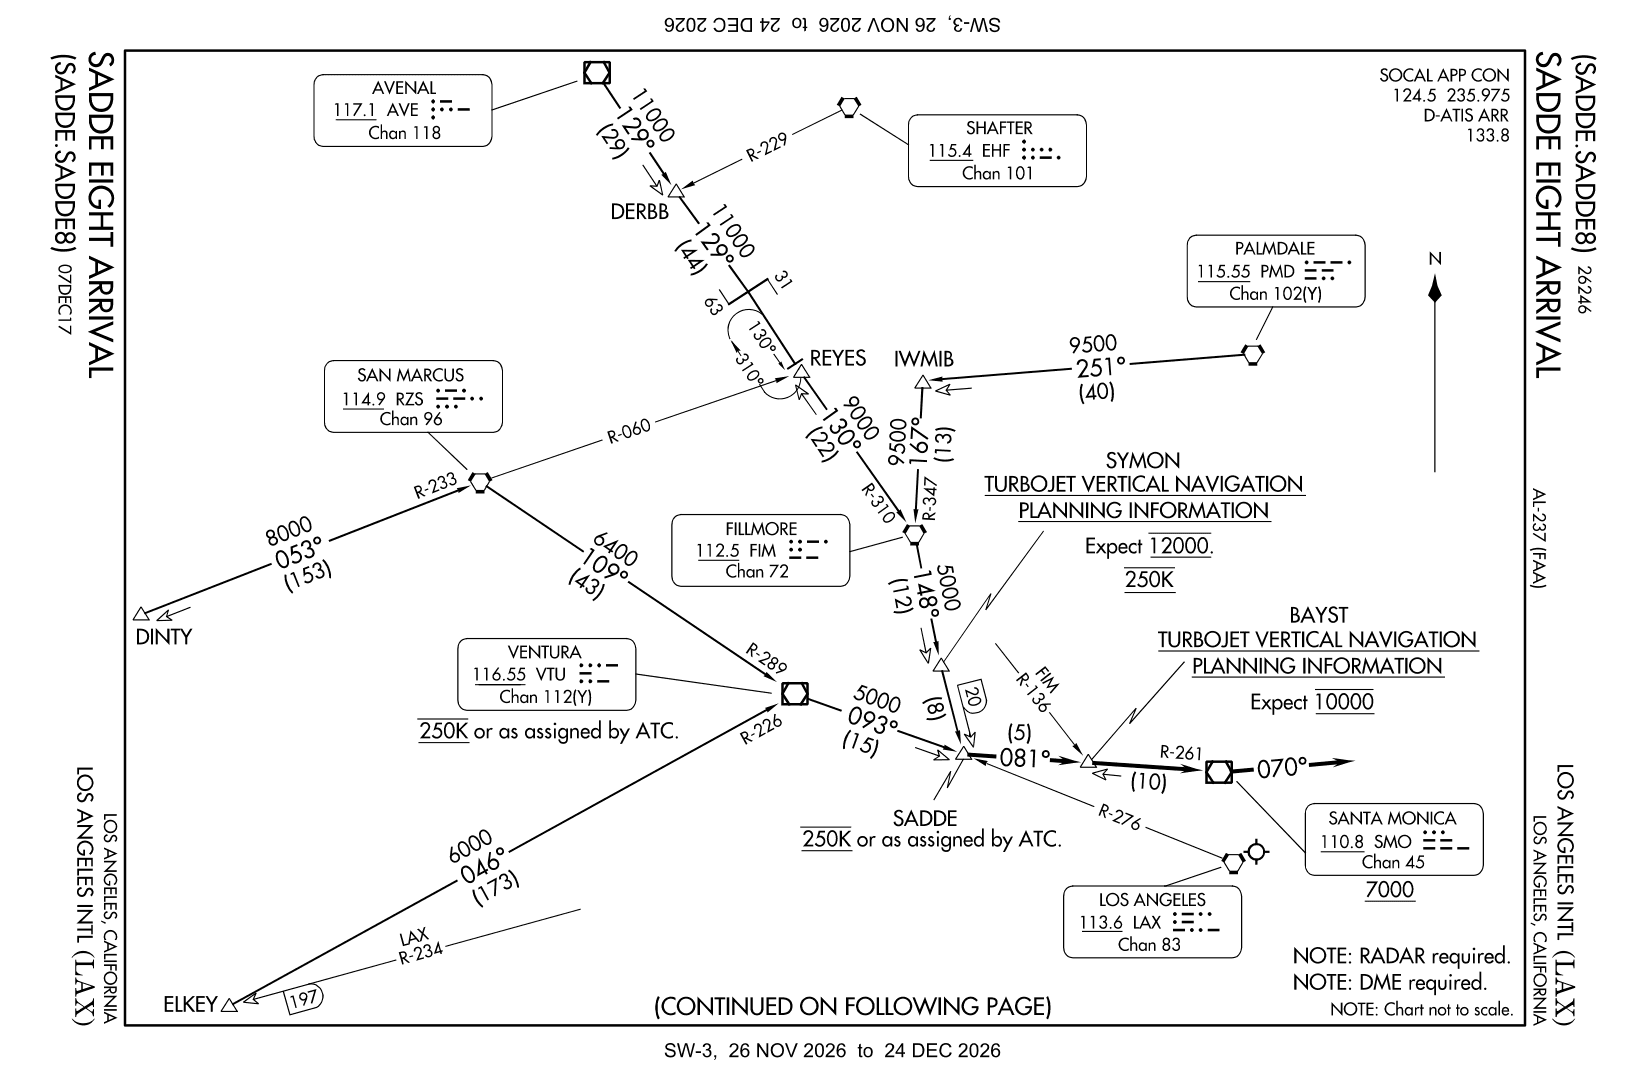 SW-3, 26 NOV 2026 to 24 DEC 2026
SADDE EIGHT ARRIVAL
(SADDE.SADDE8) 07DEC17
(SADDE.SADDE8) 26246
SADDE EIGHT ARRIVAL
SOCAL APP CON
124.5 235.975
D-ATIS ARR
133.8
AVENAL
117.1 AVE
Chan 118
11000
129°
(29)
R-229
SHAFTER
115.4 EHF
Chan 101
DERBB
11000
129°
(44)
31
63
130°
310°
REYES
IWMIB
9500
251°
(40)
PALMDALE
115.55 PMD
Chan 102(Y)
N
SAN MARCUS
114.9 RZS
Chan 96
R-060
9000
130°
(22)
R-310
9500
167°
(13)
R-347
R-233
8000
053°
(153)
DINTY
6400
109°
(43)
R-289
FILLMORE
112.5 FIM
Chan 72
SYMON
TURBOJET VERTICAL NAVIGATION
PLANNING INFORMATION
Expect 12000.
250K
5000
148°
(12)
AL-237 (FAA)
BAYST
TURBOJET VERTICAL NAVIGATION
PLANNING INFORMATION
Expect 10000
VENTURA
116.55 VTU
Chan 112(Y)
250K or as assigned by ATC.
R-226
5000
093°
(15)
(8)
20
FIM
R-136
(5)
081°
R-261
(10)
070°
SADDE
250K or as assigned by ATC.
R-276
SANTA MONICA
110.8 SMO
Chan 45
7000
LOS ANGELES
113.6 LAX
Chan 83
6000
046°
(173)
LAX
R-234
197
ELKEY
(CONTINUED ON FOLLOWING PAGE)
NOTE: RADAR required.
NOTE: DME required.
NOTE: Chart not to scale.
LOS ANGELES INTL (LAX)
LOS ANGELES, CALIFORNIA
LOS ANGELES INTL (LAX)
LOS ANGELES, CALIFORNIA
SW-3, 26 NOV 2026 to 24 DEC 2026